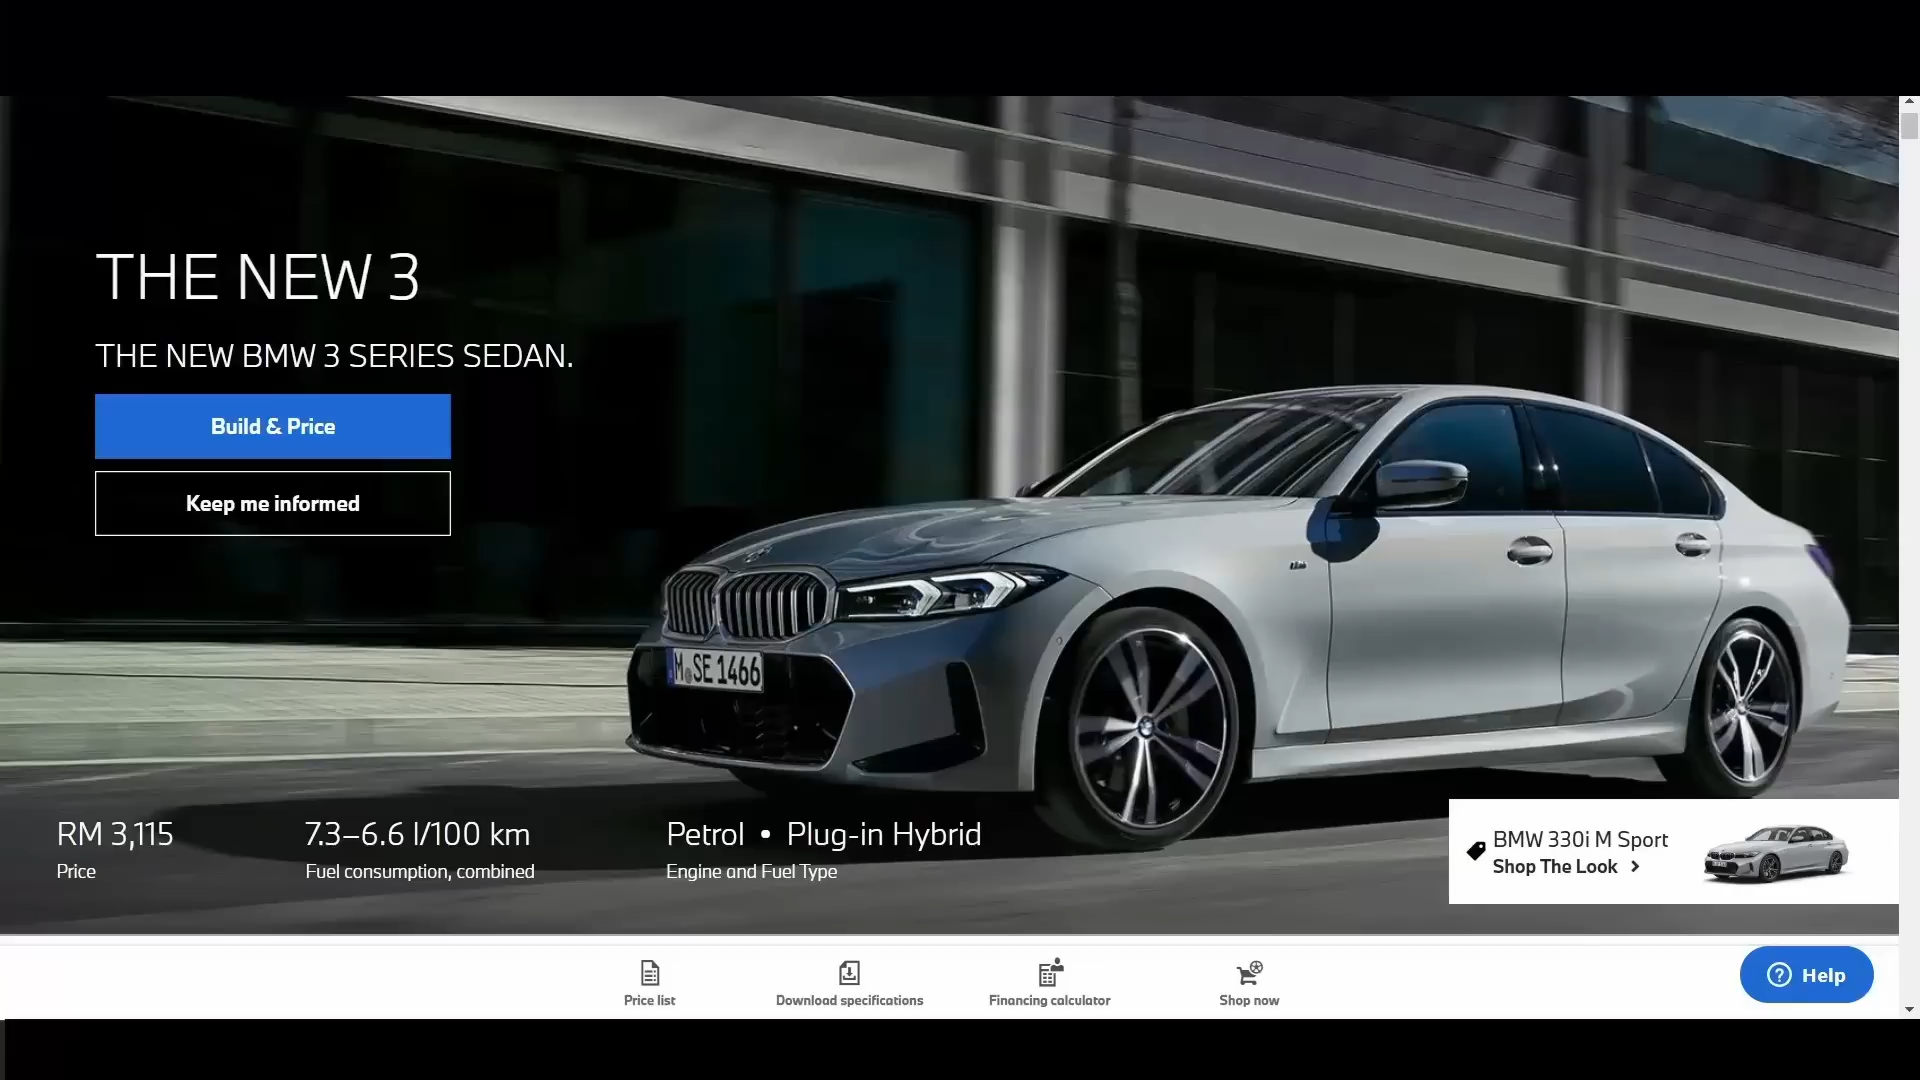 THE NEW 3
THE NEW BMW 3 SERIES SEDAN.
Build & Price
Keep me informed
M SE 1466
RM 3,115
Price
7.3–6.6 l/100 km
Fuel consumption, combined
Petrol • Plug-in Hybrid
Engine and Fuel Type
BMW 330i M Sport
Shop The Look
Price list
Download specifications
Financing calculator
Shop now
Help